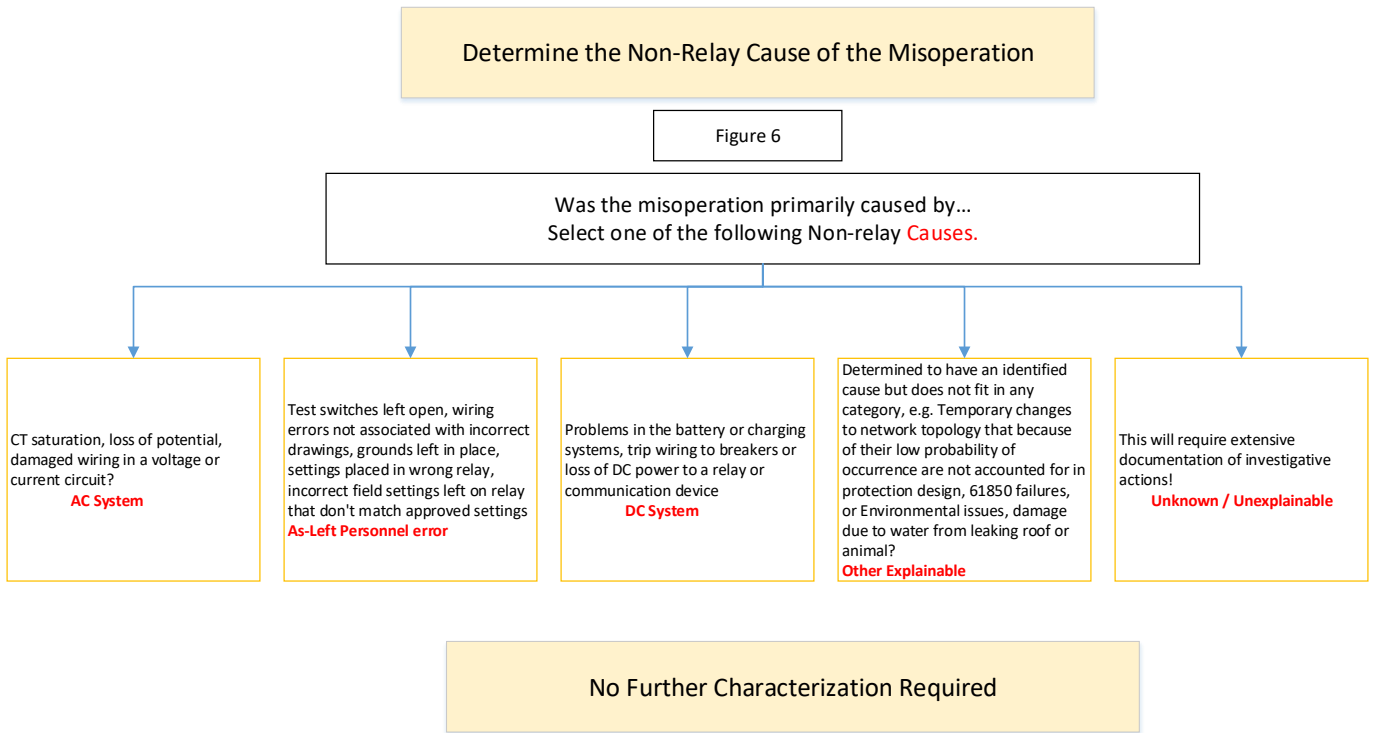 Determine the Non-Relay Cause of the Misoperation
Figure 6
Was the misoperation primarily caused by…
Select one of the following Non-relay Causes.
CT saturation, loss of potential,
damaged wiring in a voltage or
current circuit?
AC System
Test switches left open, wiring
errors not associated with incorrect
drawings, grounds left in place,
settings placed in wrong relay,
incorrect field settings left on relay
that don't match approved settings
As-Left Personnel error
Problems in the battery or charging
systems, trip wiring to breakers or
loss of DC power to a relay or
communication device
DC System
Determined to have an identified
cause but does not fit in any
category, e.g. Temporary changes
to network topology that because
of their low probability of
occurrence are not accounted for in
protection design, 61850 failures,
or Environmental issues, damage
due to water from leaking roof or
animal?
Other Explainable
This will require extensive
documentation of investigative
actions!
Unknown / Unexplainable
No Further Characterization Required